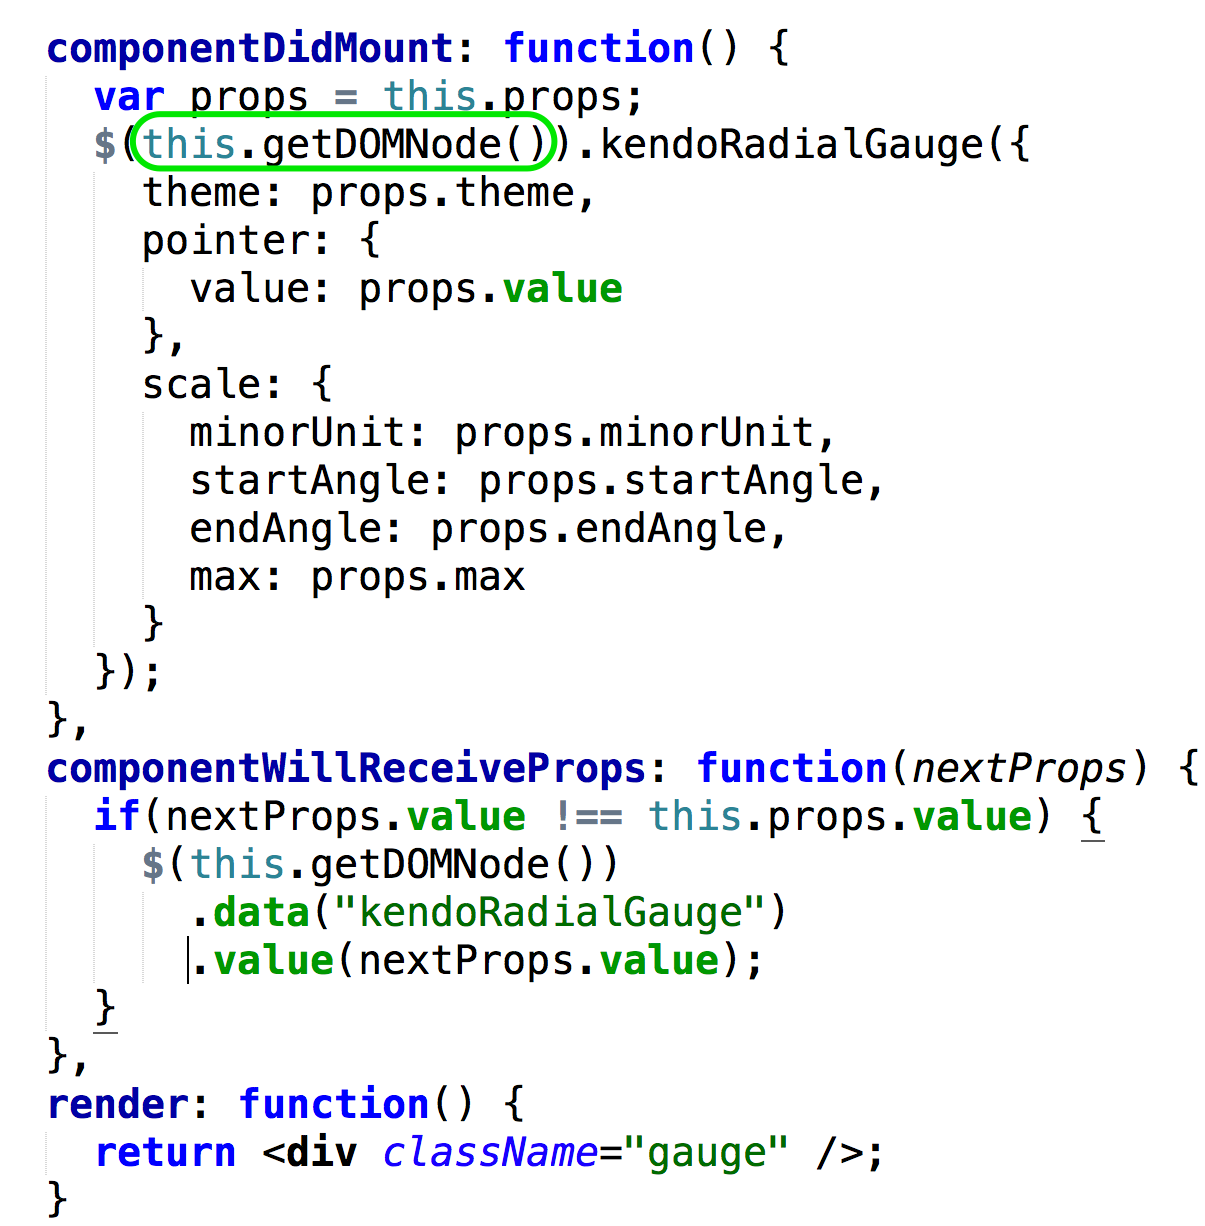 componentDidMount: function() {
  var props = this.props;
  $(this.getDOMNode()).kendoRadialGauge({
    theme: props.theme,
    pointer: {
      value: props.value
    },
    scale: {
      minorUnit: props.minorUnit,
      startAngle: props.startAngle,
      endAngle: props.endAngle,
      max: props.max
    }
  });
},
componentWillReceiveProps: function(nextProps) {
  if(nextProps.value !== this.props.value) {
    $(this.getDOMNode())
      .data("kendoRadialGauge")
      .value(nextProps.value);
  }
},
render: function() {
  return <div className="gauge" />;
}